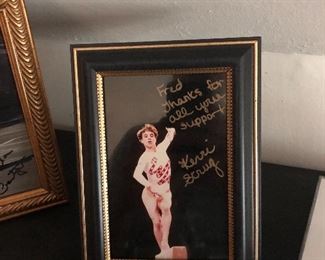 Fred
Thanks for
all your
support
Kerri
Strug